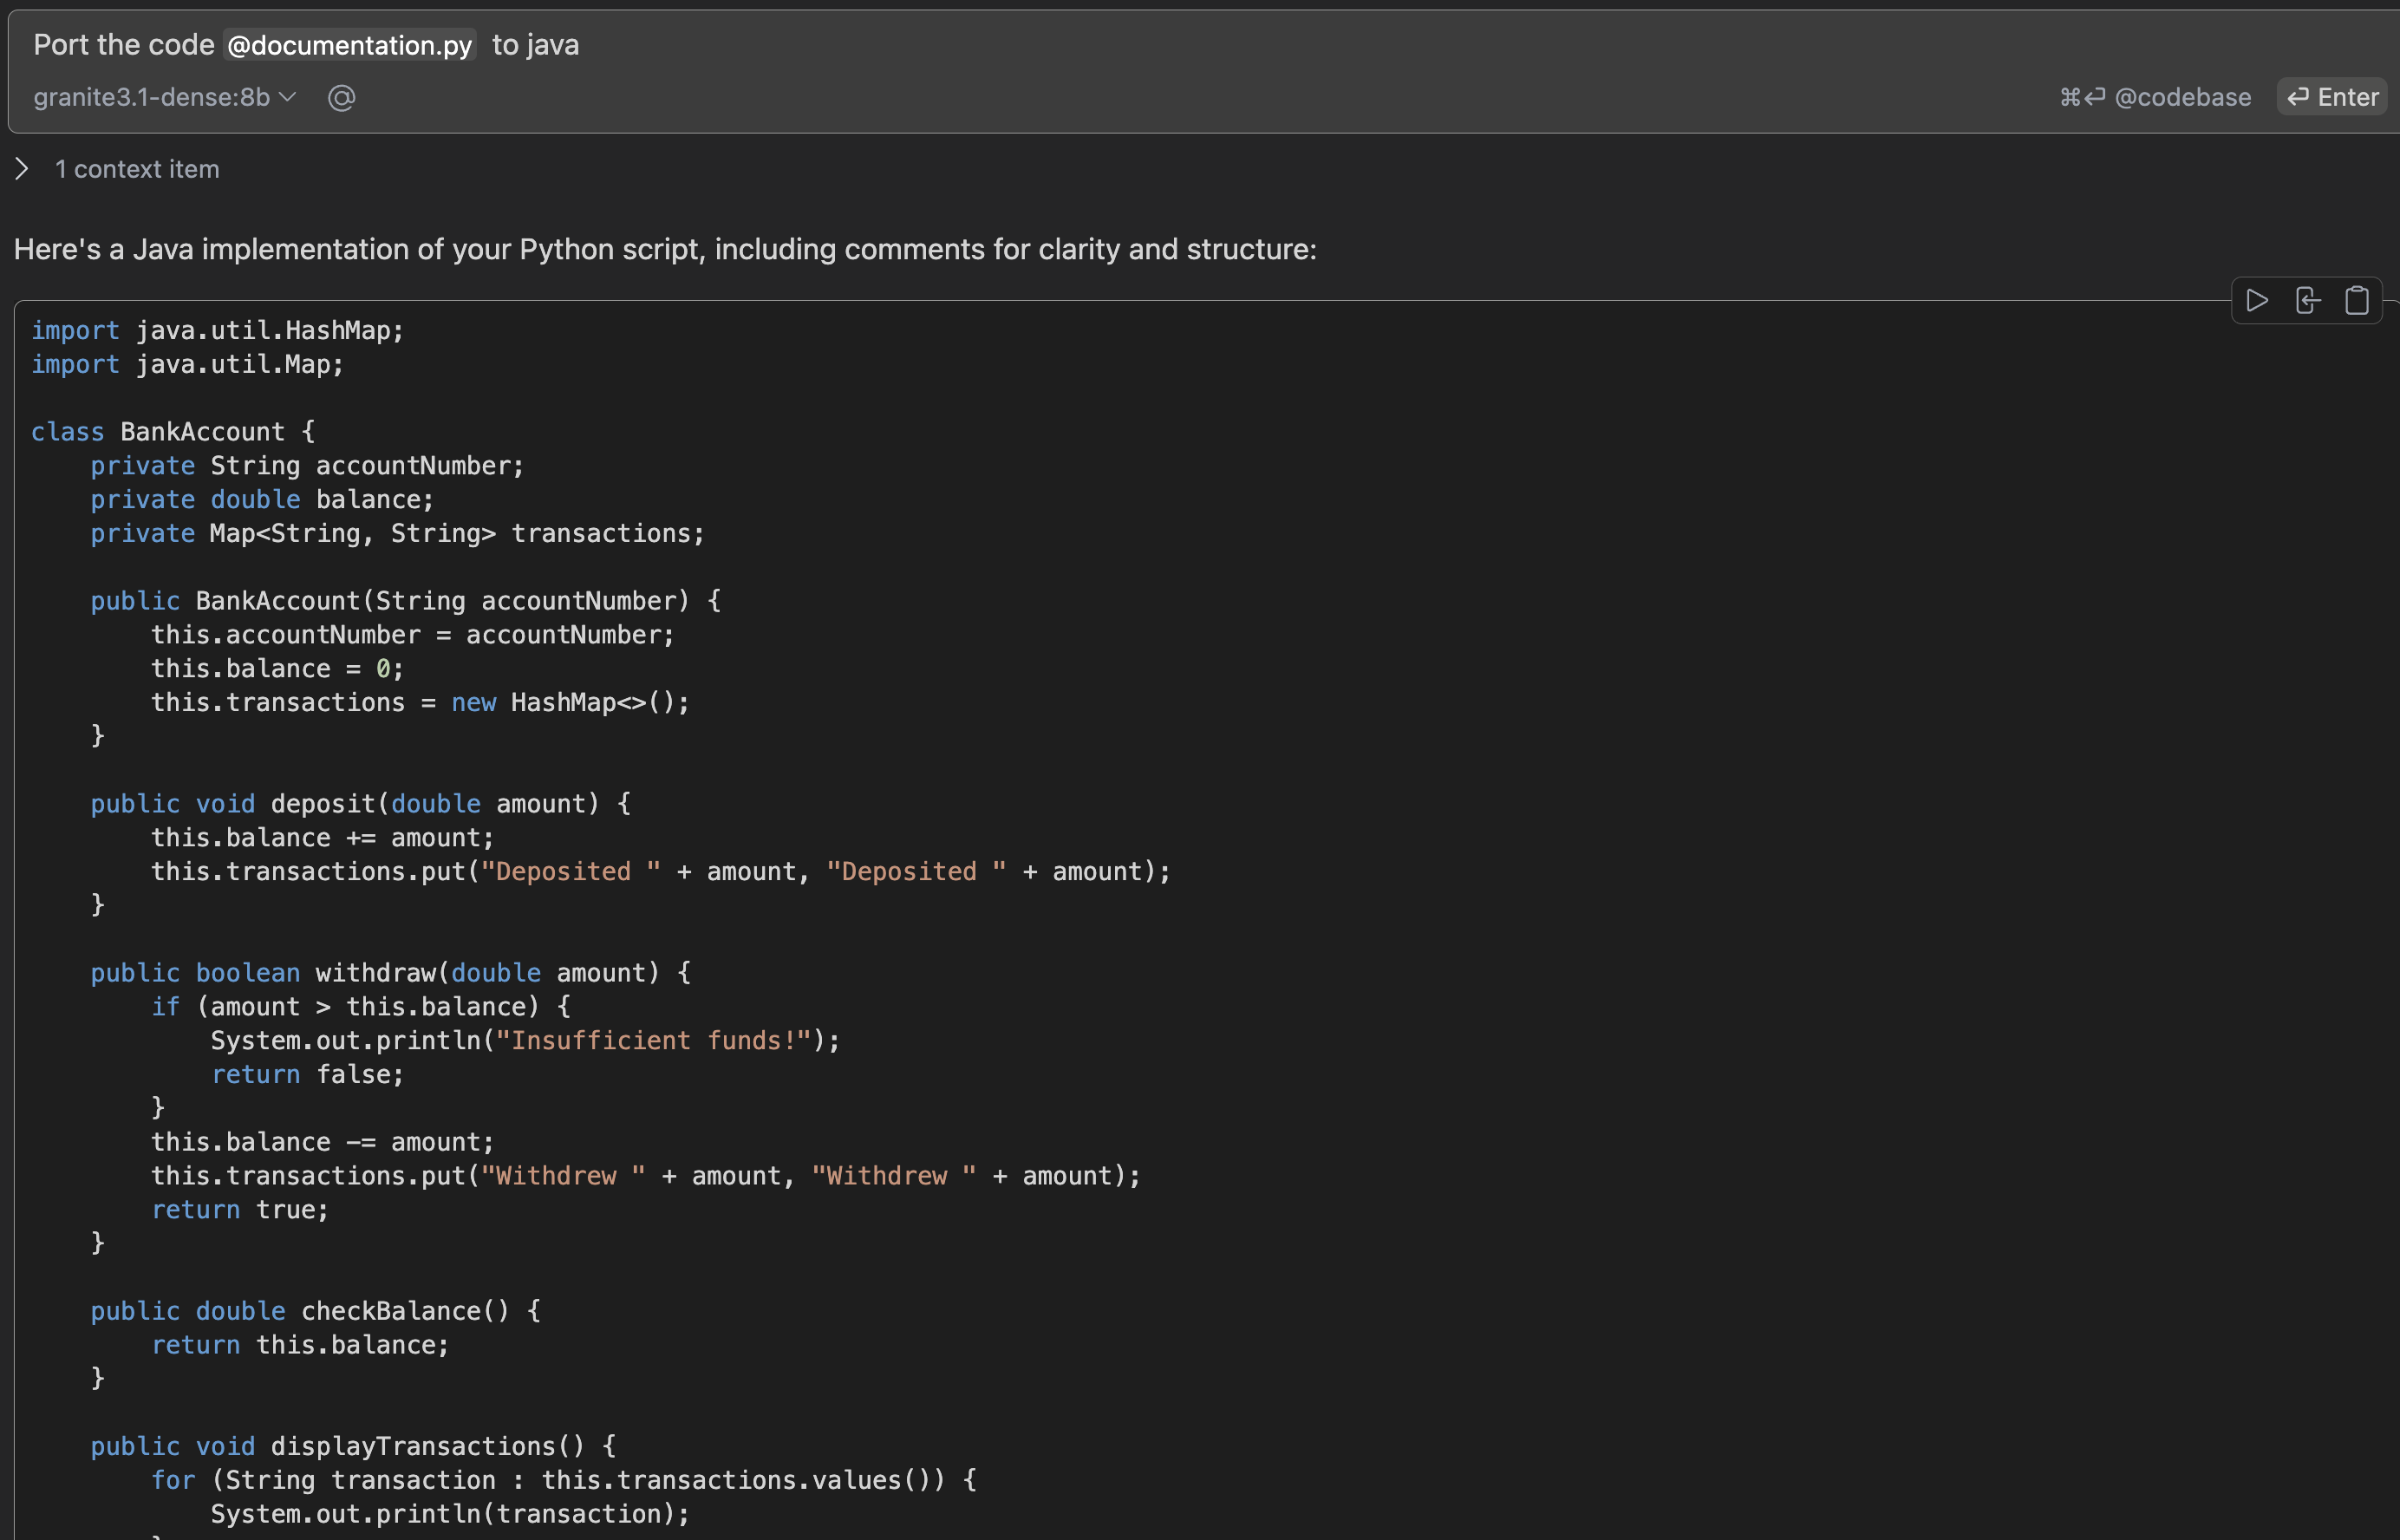 Port the code @documentation.py to java
granite3.1-dense:8b @ ⌘⏎ @codebase ⏎ Enter
1 context item
Here's a Java implementation of your Python script, including comments for clarity and structure:
import java.util.HashMap;
import java.util.Map;
class BankAccount {
    private String accountNumber;
    private double balance;
    private Map<String, String> transactions;
    public BankAccount(String accountNumber) {
        this.accountNumber = accountNumber;
        this.balance = 0;
        this.transactions = new HashMap<>();
    }
    public void deposit(double amount) {
        this.balance += amount;
        this.transactions.put("Deposited " + amount, "Deposited " + amount);
    }
    public boolean withdraw(double amount) {
        if (amount > this.balance) {
            System.out.println("Insufficient funds!");
            return false;
        }
        this.balance -= amount;
        this.transactions.put("Withdrew " + amount, "Withdrew " + amount);
        return true;
    }
    public double checkBalance() {
        return this.balance;
    }
    public void displayTransactions() {
        for (String transaction : this.transactions.values()) {
            System.out.println(transaction);
        }